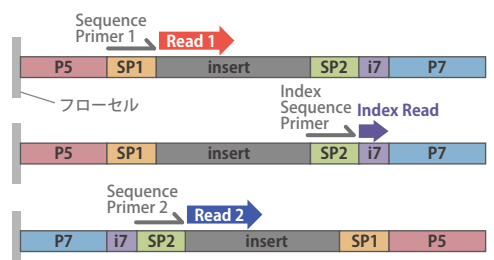 Sequence
Primer 1
Read 1
P5 SP1 insert SP2 i7 P7
フローセル
Index
Sequence
Primer
Index Read
P5 SP1 insert SP2 i7 P7
Sequence
Primer 2
Read 2
P7 i7 SP2 insert SP1 P5